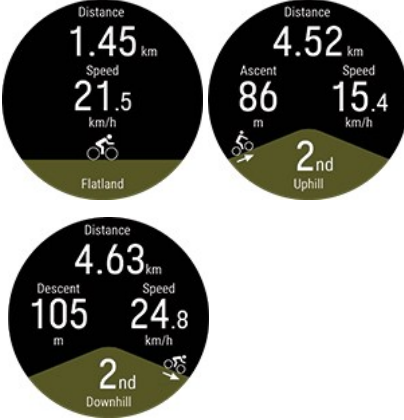 Distance
1.45 km
Speed
21.5
km/h
Flatland
Distance
4.52 km
Ascent Speed
86 15.4
m km/h
2nd
Uphill
Distance
4.63 km
Descent Speed
105 24.8
m km/h
2nd
Downhill